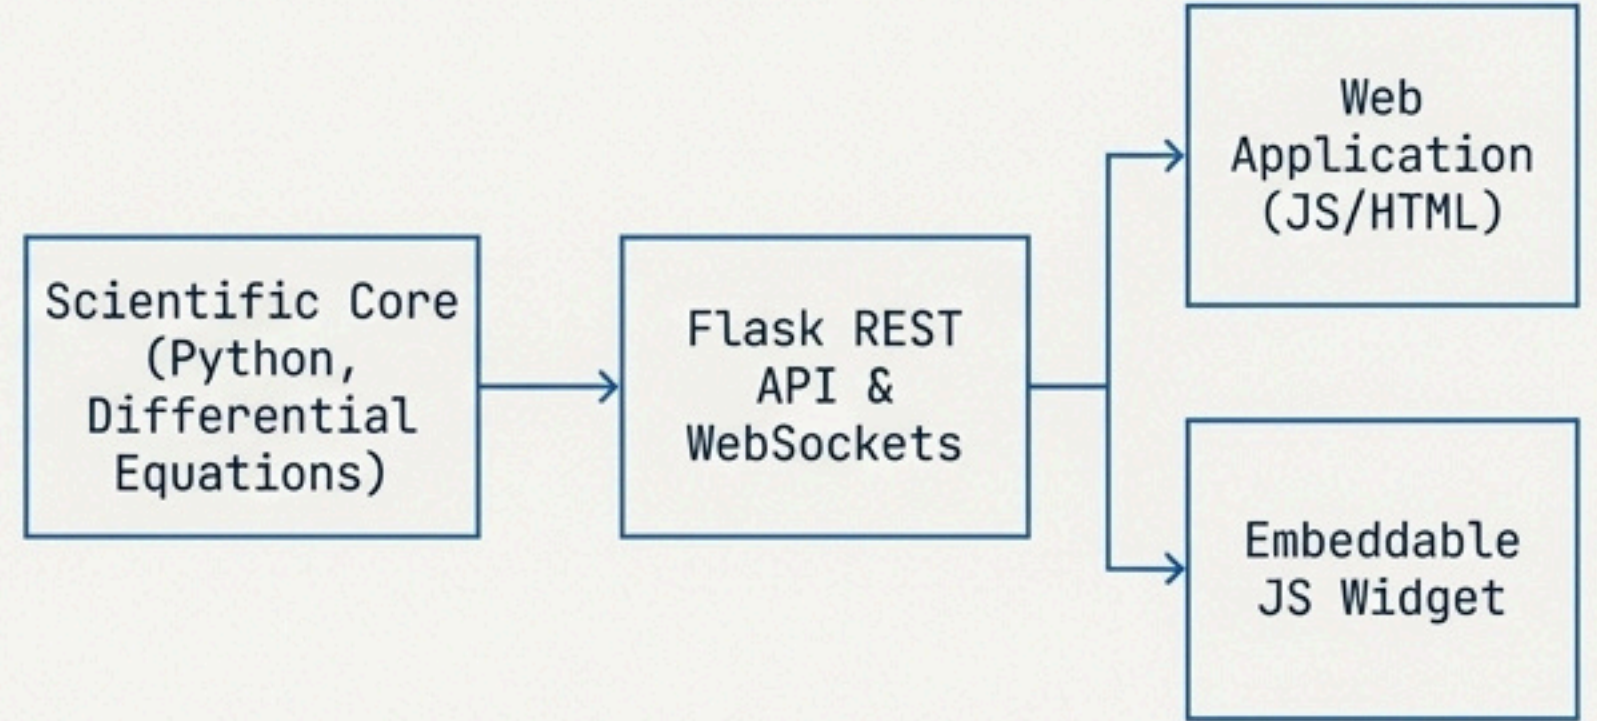 Scientific Core
(Python,
Differential
Equations)
Flask REST
API &
WebSockets
Web
Application
(JS/HTML)
Embeddable
JS Widget